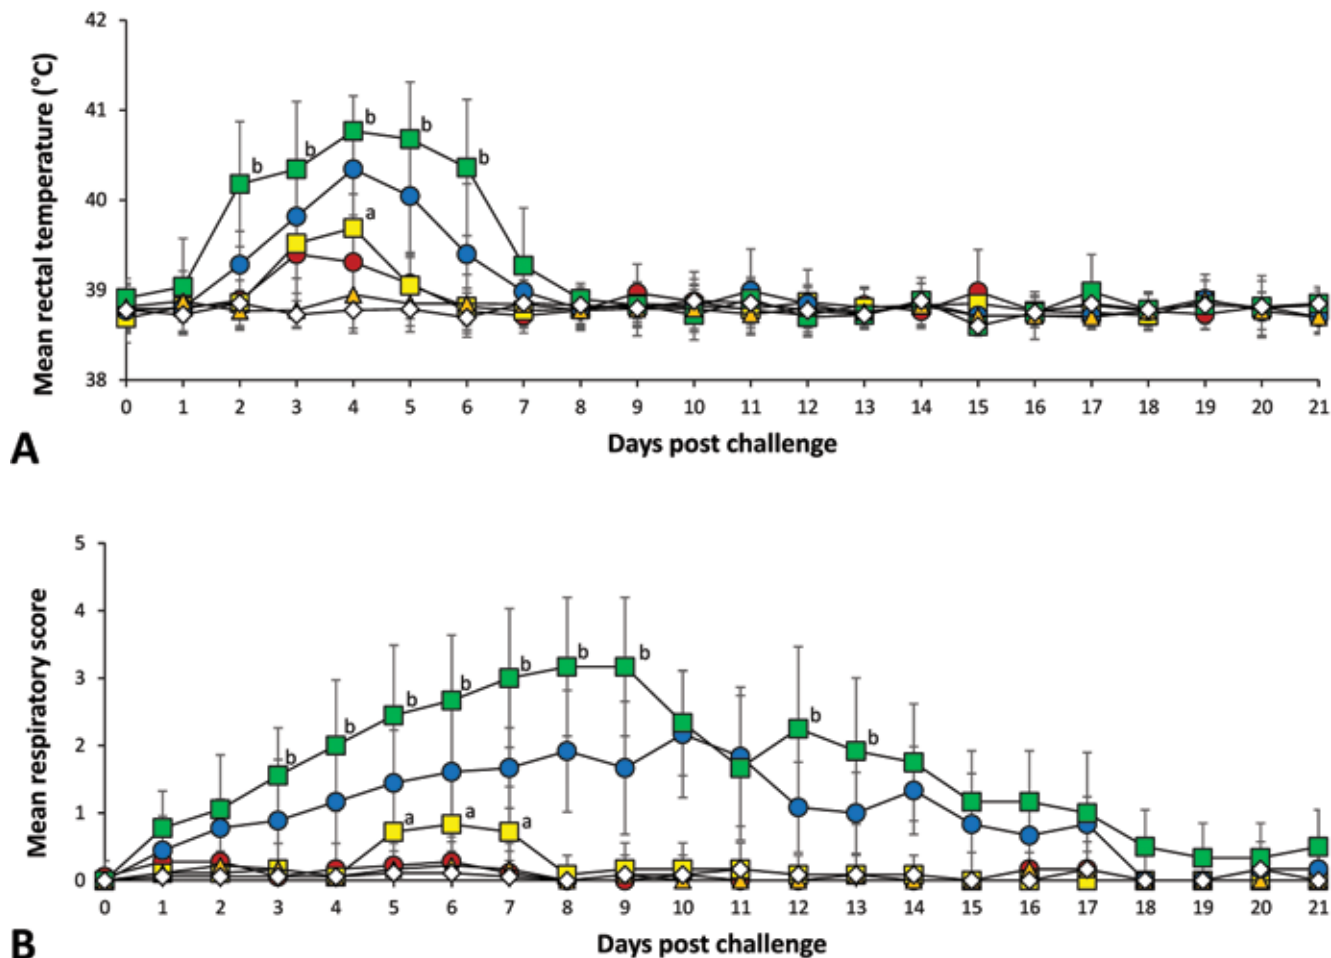 42
41
40
39
38
Mean rectal temperature (°C)
b
b
b
b
b
a
0 1 2 3 4 5 6 7 8 9 10 11 12 13 14 15 16 17 18 19 20 21
Days post challenge
A
5
4
3
2
1
0
Mean respiratory score
b
b
b
b
b
b
b
b
b
a
a
a
0 1 2 3 4 5 6 7 8 9 10 11 12 13 14 15 16 17 18 19 20 21
Days post challenge
B